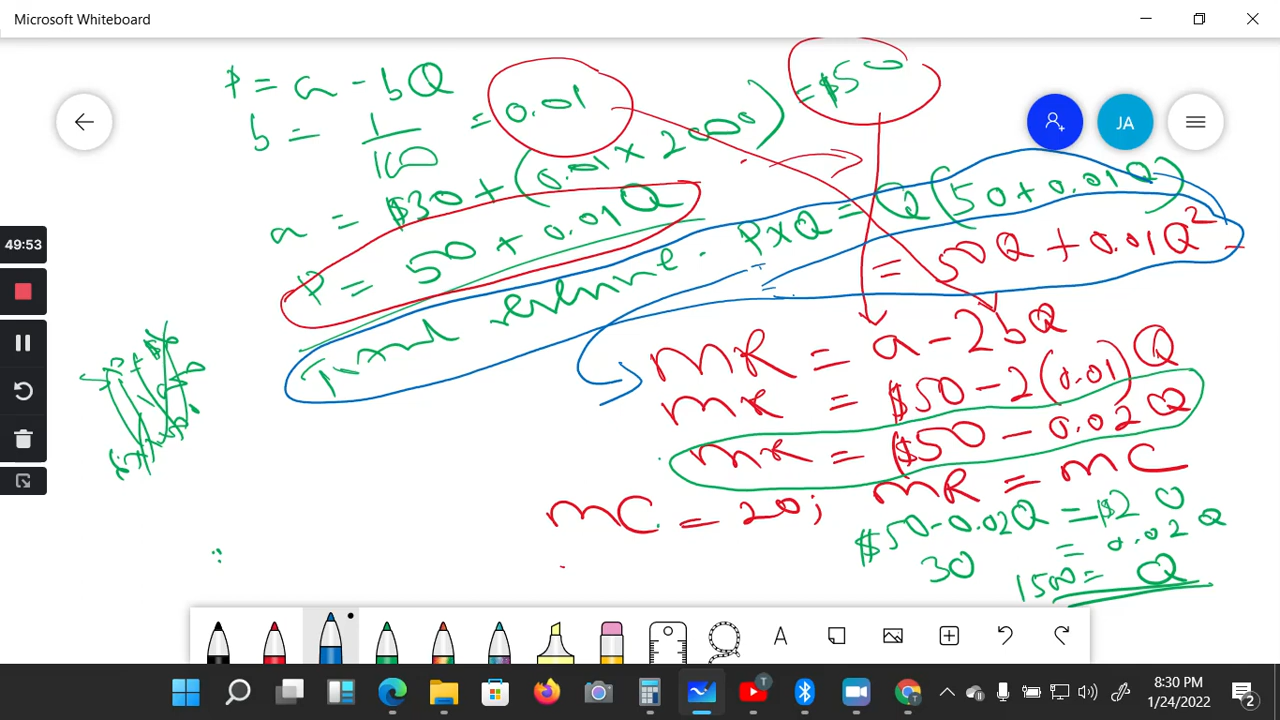 Microsoft Whiteboard
P = a - bQ
b = 1/100 = 0.01
a = $30 + (0.01 x 2000) = $50
P = 50 + 0.01Q
Total revenue. PxQ = Q(50 + 0.01Q)
= 50Q + 0.01Q²
MR = a - 2bQ
MR = $50 - 2(0.01)Q
MR = $50 - 0.02Q
MC = 20; MR = MC
$50 - 0.02Q = $20
30 = 0.02Q
1500 = Q
JA
49:53
A
T
8:30 PM
1/24/2022
2